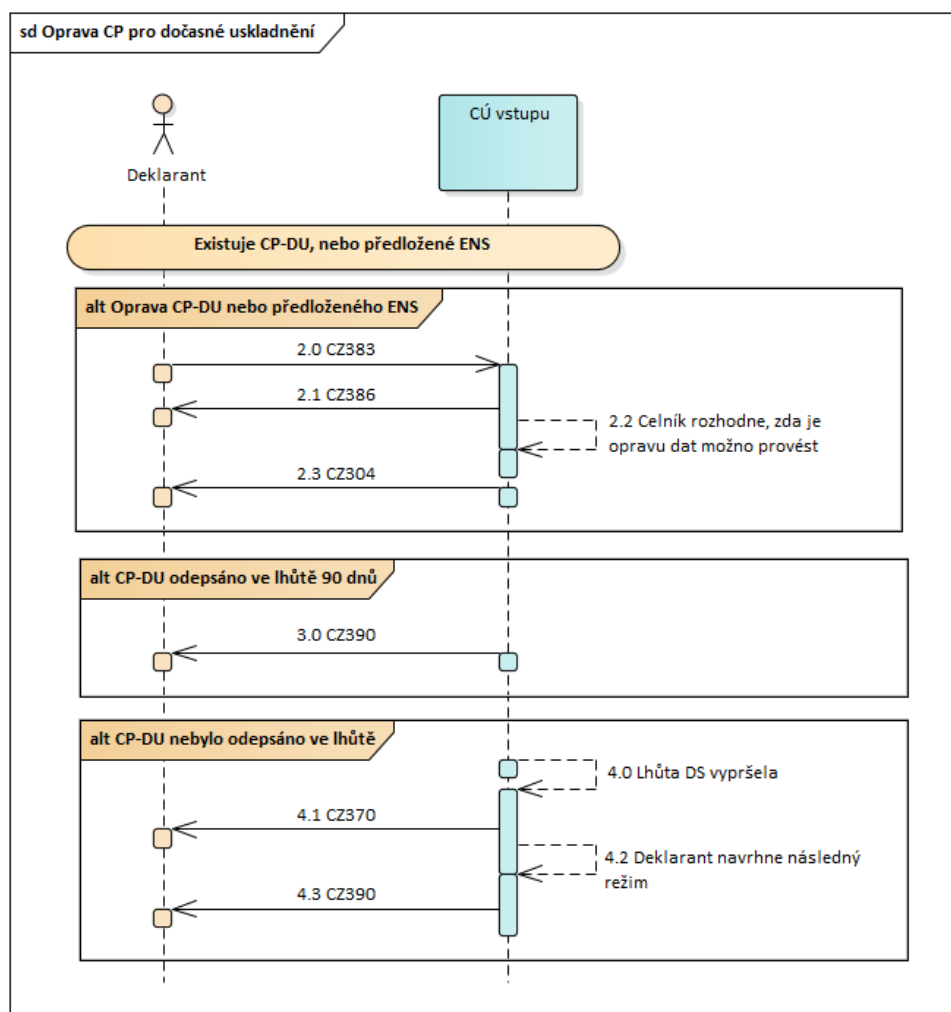 sd Oprava CP pro dočasné uskladnění
CÚ vstupu
Deklarant
Existuje CP-DU, nebo předložené ENS
alt Oprava CP-DU nebo předloženého ENS
2.0 CZ383
2.1 CZ386
2.2 Celník rozhodne, zda je
opravu dat možno provést
2.3 CZ304
alt CP-DU odepsáno ve lhůtě 90 dnů
3.0 CZ390
alt CP-DU nebylo odepsáno ve lhůtě
4.0 Lhůta DS vypršela
4.1 CZ370
4.2 Deklarant navrhne následný
režim
4.3 CZ390